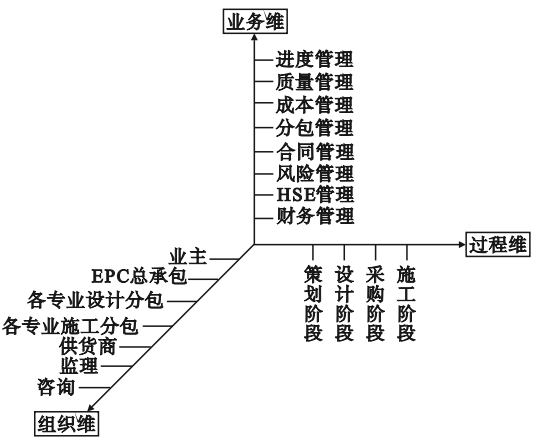 业务维
进度管理
质量管理
成本管理
分包管理
合同管理
风险管理
HSE管理
财务管理
过程维
策划阶段
设计阶段
采购阶段
施工阶段
业主
EPC总承包
各专业设计分包
各专业施工分包
供货商
监理
咨询
组织维